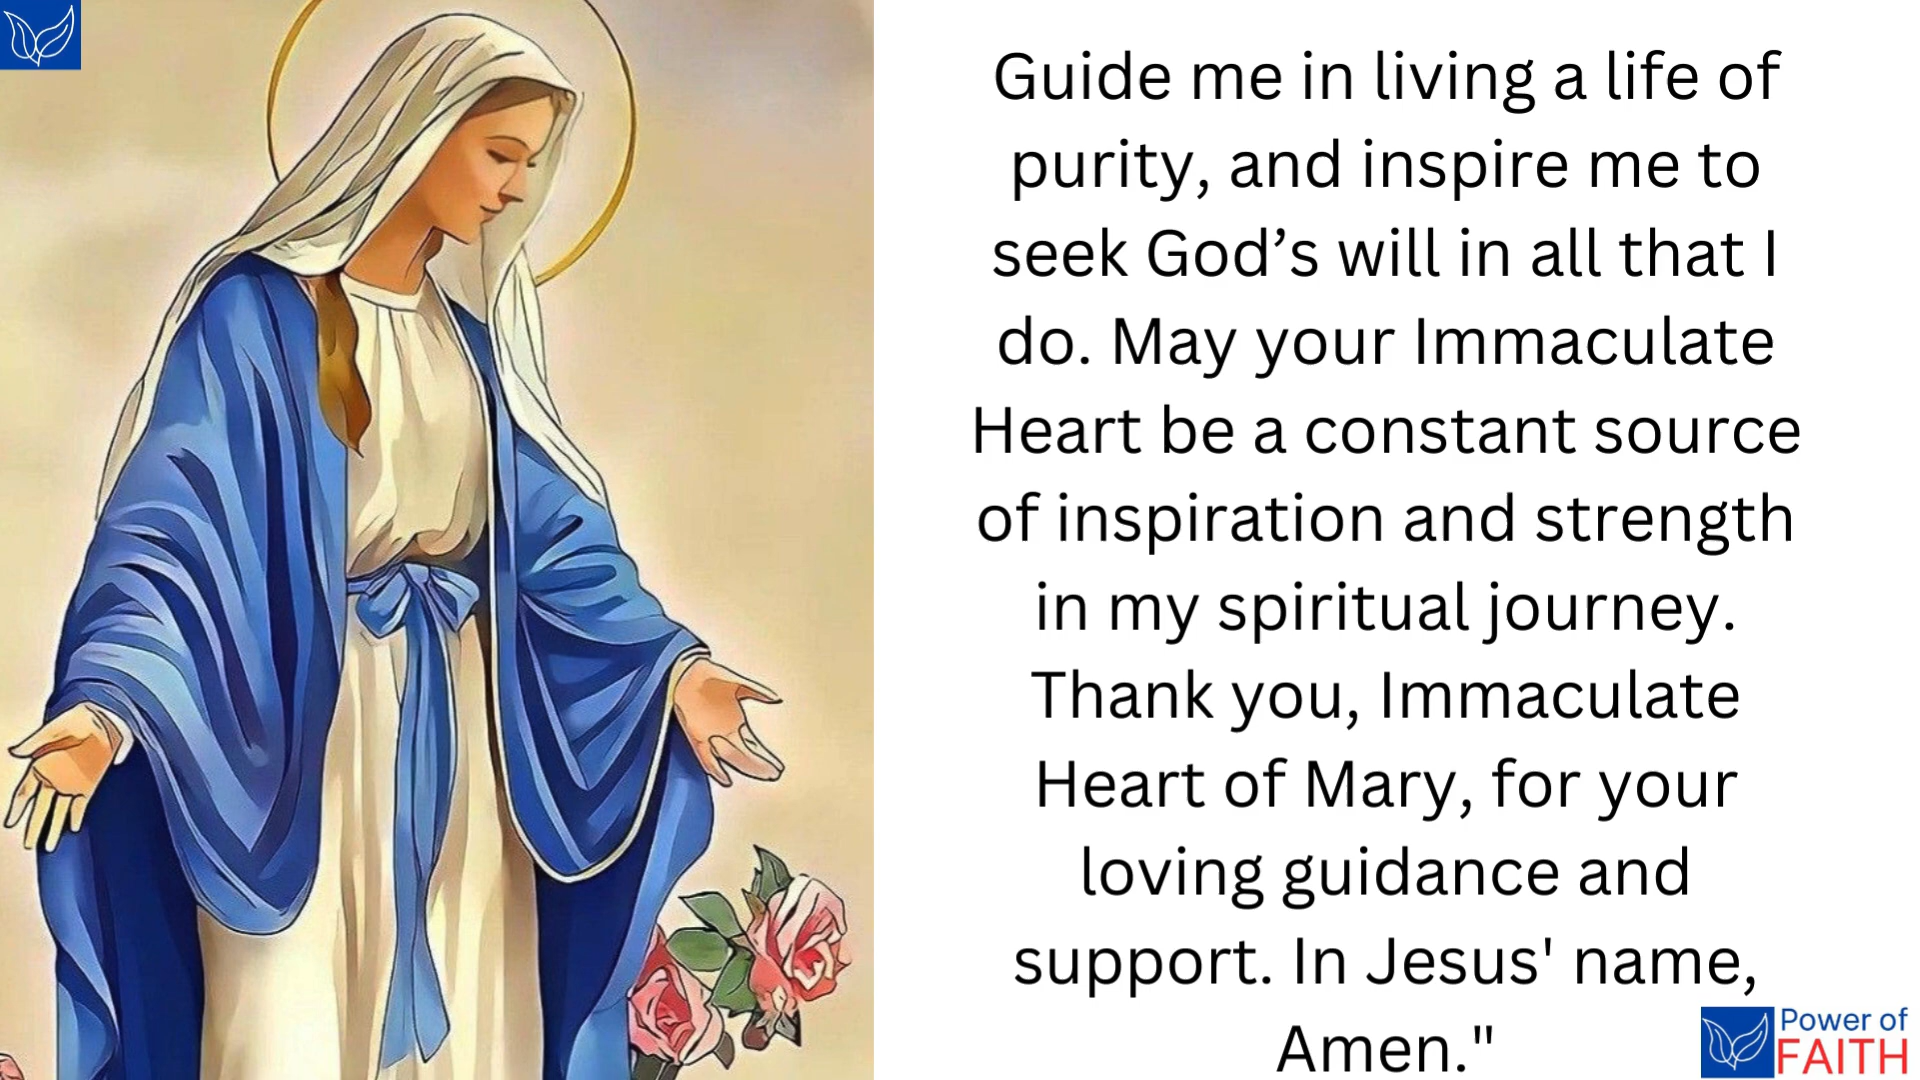 Guide me in living a life of
purity, and inspire me to
seek God’s will in all that I
do. May your Immaculate
Heart be a constant source
of inspiration and strength
in my spiritual journey.
Thank you, Immaculate
Heart of Mary, for your
loving guidance and
support. In Jesus' name,
Amen."
Power of
FAITH